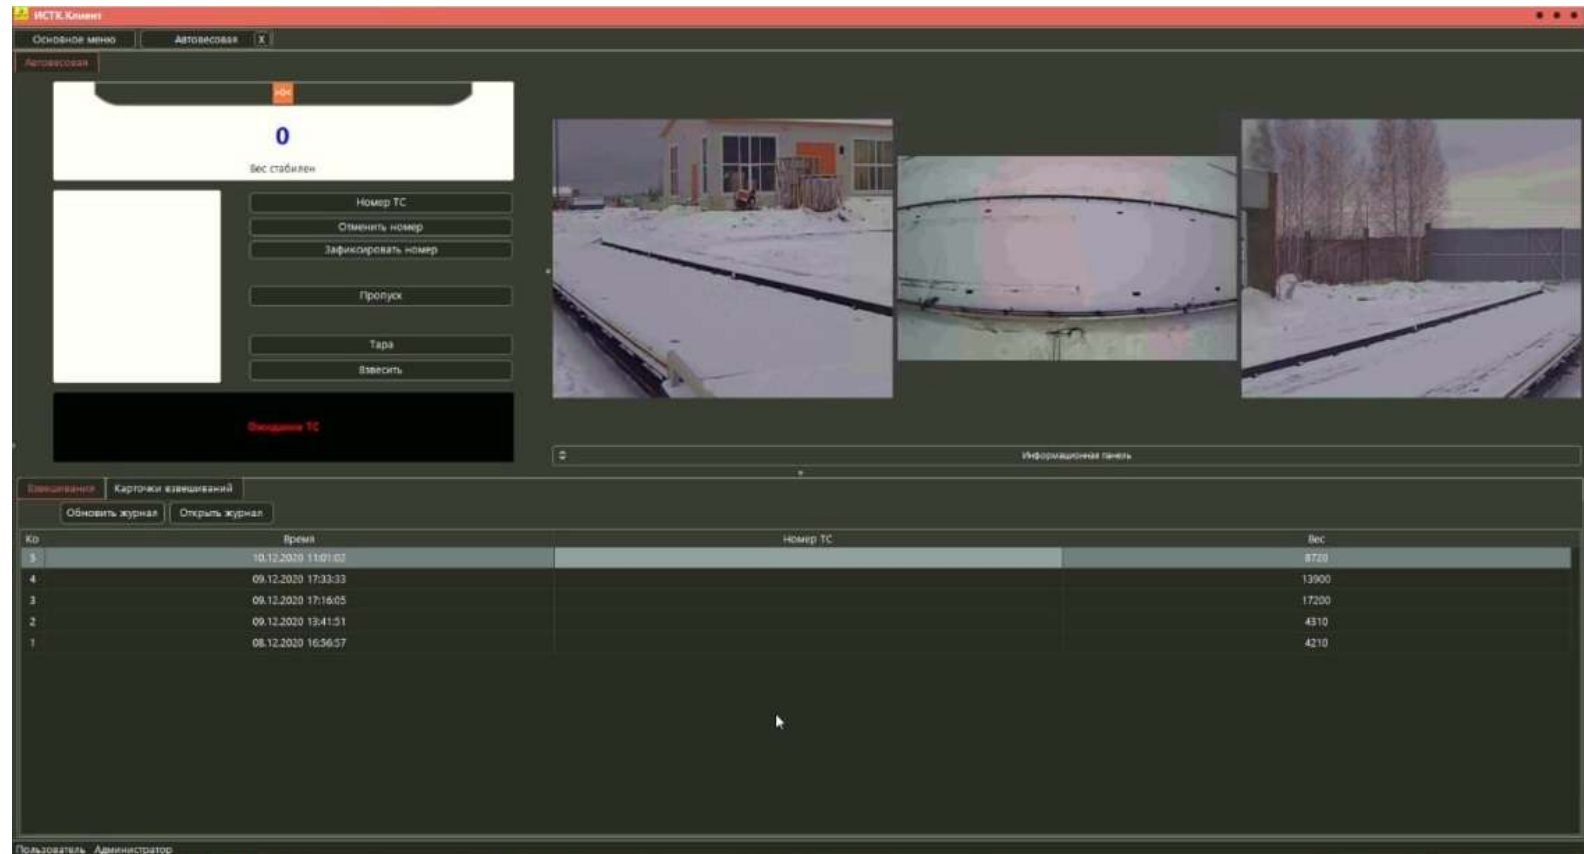 ИСТК.Клиент
Основное меню Автовесовая X
Автовесовая
>0<
0
Вес стабилен
Номер ТС
Отменить номер
Зафиксировать номер
Пропуск
Тара
Взвесить
Ожидание ТС
Информационная панель
Взвешивания Карточки взвешиваний
Обновить журнал Открыть журнал
Ко Время Номер ТС Вес
5 10.12.2020 11:01:02 8720
4 09.12.2020 17:33:33 13900
3 09.12.2020 17:16:05 17200
2 09.12.2020 13:41:51 4310
1 08.12.2020 16:56:57 4210
Пользователь Администратор